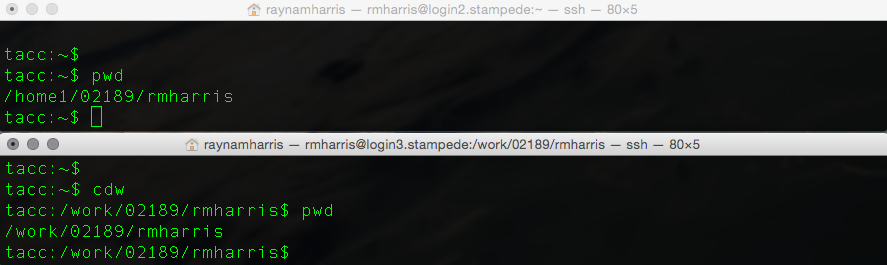 raynamharris — rmharris@login2.stampede:~ — ssh — 80×5
tacc:~$
tacc:~$ pwd
/home1/02189/rmharris
tacc:~$
raynamharris — rmharris@login3.stampede:/work/02189/rmharris — ssh — 80×5
tacc:~$
tacc:~$ cdw
tacc:/work/02189/rmharris$ pwd
/work/02189/rmharris
tacc:/work/02189/rmharris$